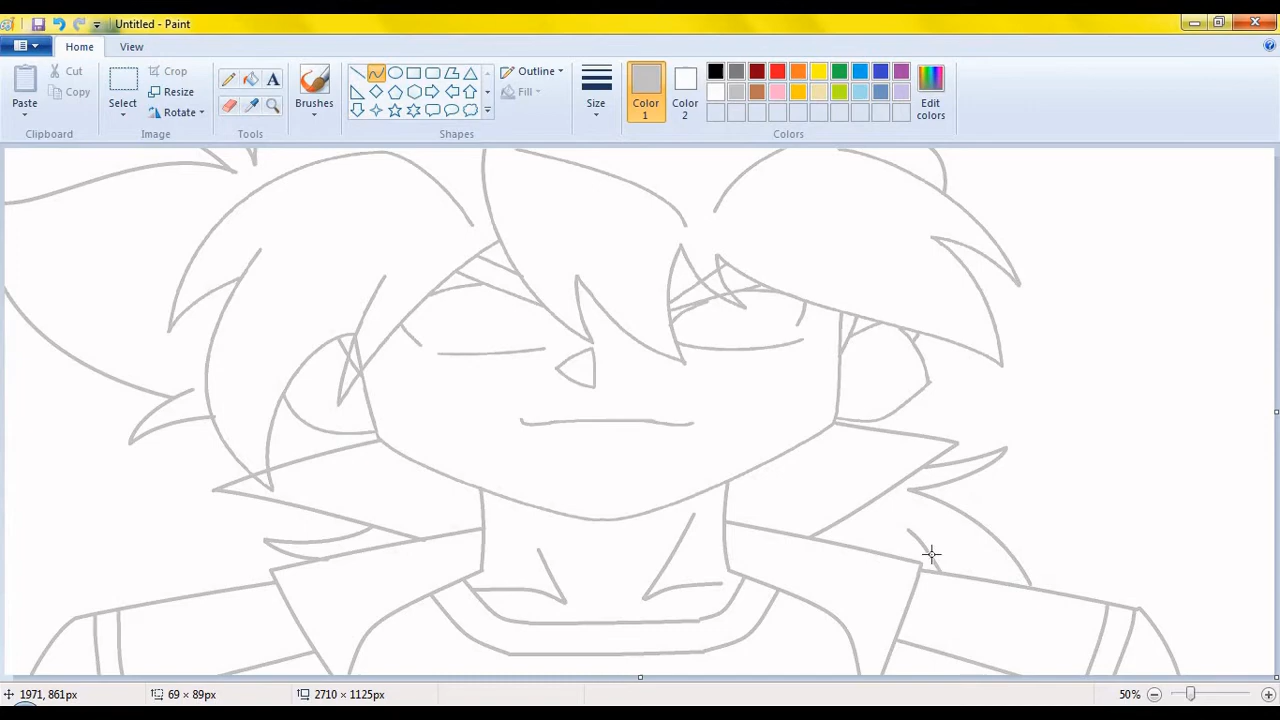 Untitled - Paint
Home
View
Paste
Cut
Copy
Clipboard
Select
Crop
Resize
Rotate
Image
A
Tools
Brushes
Outline
Fill
Shapes
Size
Color
1
Color
2
Edit
colors
Colors
1971, 861px
69 × 89px
2710 × 1125px
50%